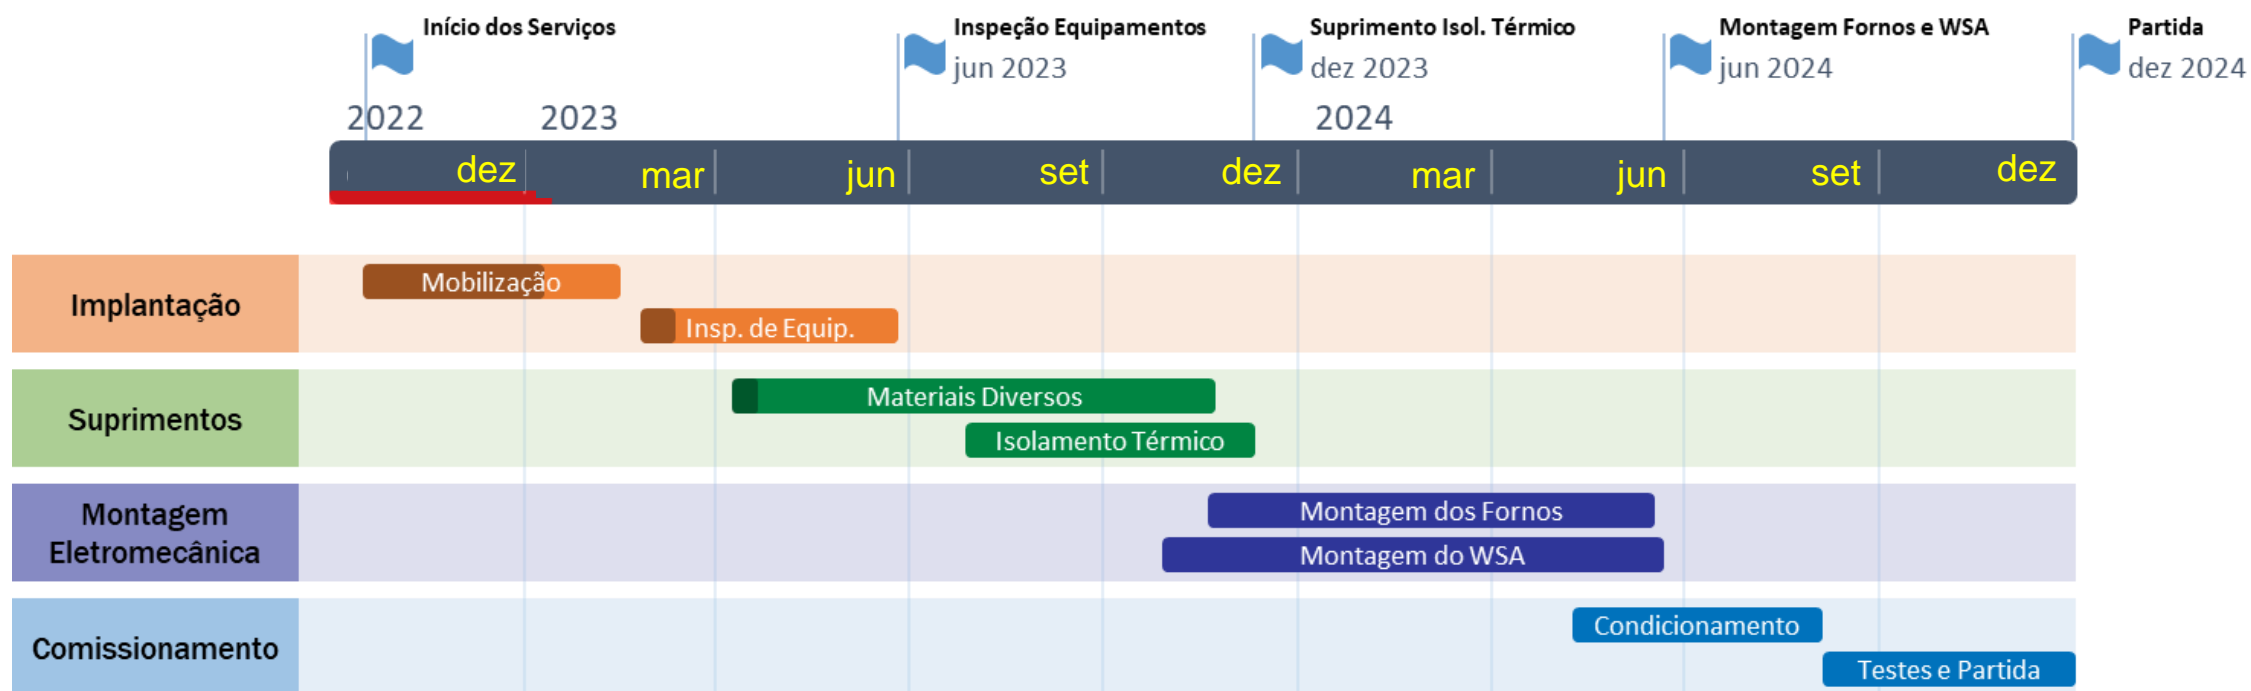 Início dos Serviços
Inspeção Equipamentos
jun 2023
Suprimento Isol. Térmico
dez 2023
Montagem Fornos e WSA
jun 2024
Partida
dez 2024
2022
2023
2024
dez
mar
jun
set
dez
mar
jun
set
dez
Implantação
Mobilização
Insp. de Equip.
Suprimentos
Materiais Diversos
Isolamento Térmico
Montagem
Eletromecânica
Montagem dos Fornos
Montagem do WSA
Comissionamento
Condicionamento
Testes e Partida